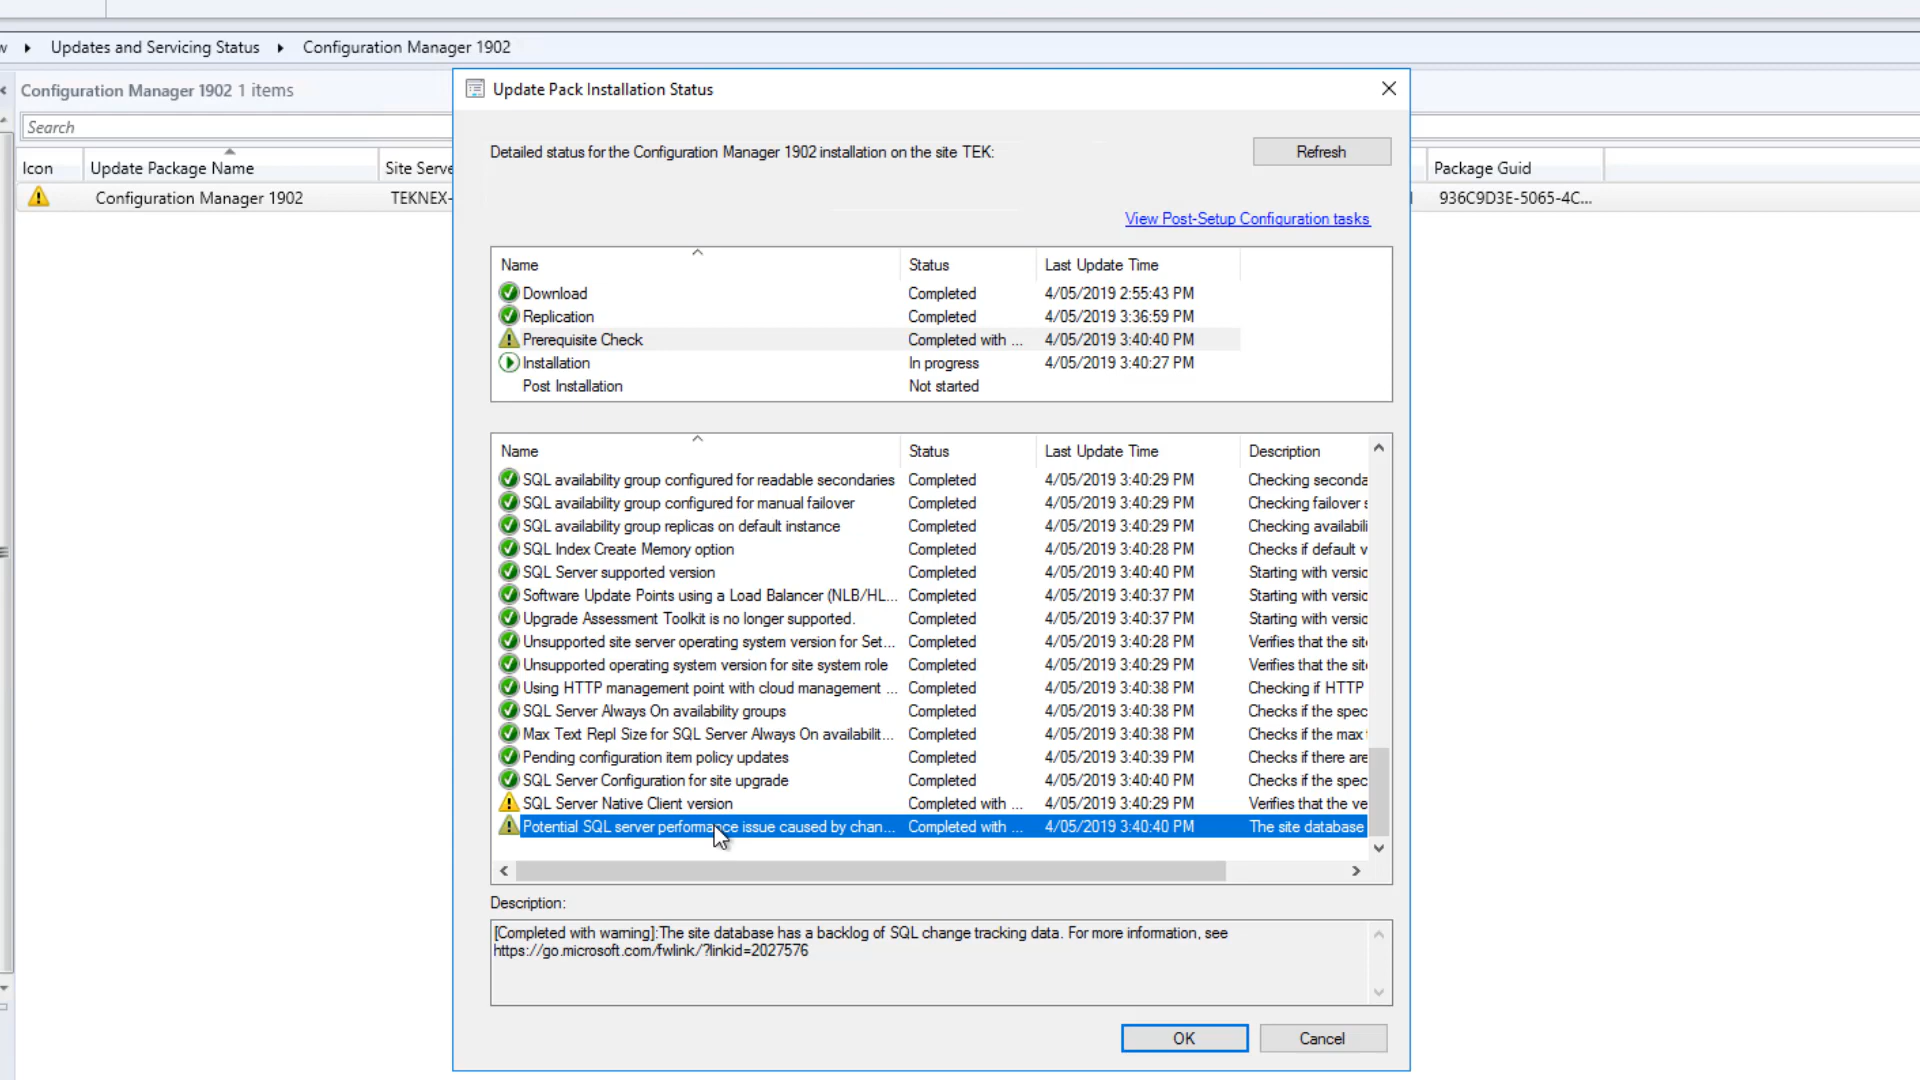 w ▸ Updates and Servicing Status ▸ Configuration Manager 1902
Configuration Manager 1902 1 items
Search
Icon Update Package Name Site Serve Package Guid
Configuration Manager 1902 TEKNEX- 936C9D3E-5065-4C...
Update Pack Installation Status
Detailed status for the Configuration Manager 1902 installation on the site TEK:
Refresh
View Post-Setup Configuration tasks
Name Status Last Update Time
Download Completed 4/05/2019 2:55:43 PM
Replication Completed 4/05/2019 3:36:59 PM
Prerequisite Check Completed with ... 4/05/2019 3:40:40 PM
Installation In progress 4/05/2019 3:40:27 PM
Post Installation Not started
Name Status Last Update Time Description
SQL availability group configured for readable secondaries Completed 4/05/2019 3:40:29 PM Checking seconda
SQL availability group configured for manual failover Completed 4/05/2019 3:40:29 PM Checking failover s
SQL availability group replicas on default instance Completed 4/05/2019 3:40:29 PM Checking availabili
SQL Index Create Memory option Completed 4/05/2019 3:40:28 PM Checks if default v
SQL Server supported version Completed 4/05/2019 3:40:40 PM Starting with versic
Software Update Points using a Load Balancer (NLB/HL... Completed 4/05/2019 3:40:37 PM Starting with versic
Upgrade Assessment Toolkit is no longer supported. Completed 4/05/2019 3:40:37 PM Starting with versic
Unsupported site server operating system version for Set... Completed 4/05/2019 3:40:28 PM Verifies that the sit
Unsupported operating system version for site system role Completed 4/05/2019 3:40:29 PM Verifies that the sit
Using HTTP management point with cloud management ... Completed 4/05/2019 3:40:38 PM Checking if HTTP
SQL Server Always On availability groups Completed 4/05/2019 3:40:38 PM Checks if the spec
Max Text Repl Size for SQL Server Always On availabilit... Completed 4/05/2019 3:40:38 PM Checks if the max
Pending configuration item policy updates Completed 4/05/2019 3:40:39 PM Checks if there are
SQL Server Configuration for site upgrade Completed 4/05/2019 3:40:40 PM Checks if the spec
SQL Server Native Client version Completed with ... 4/05/2019 3:40:29 PM Verifies that the ve
Potential SQL server performance issue caused by chan... Completed with ... 4/05/2019 3:40:40 PM The site database
Description:
[Completed with warning]:The site database has a backlog of SQL change tracking data. For more information, see
https://go.microsoft.com/fwlink/?linkid=2027576
OK Cancel